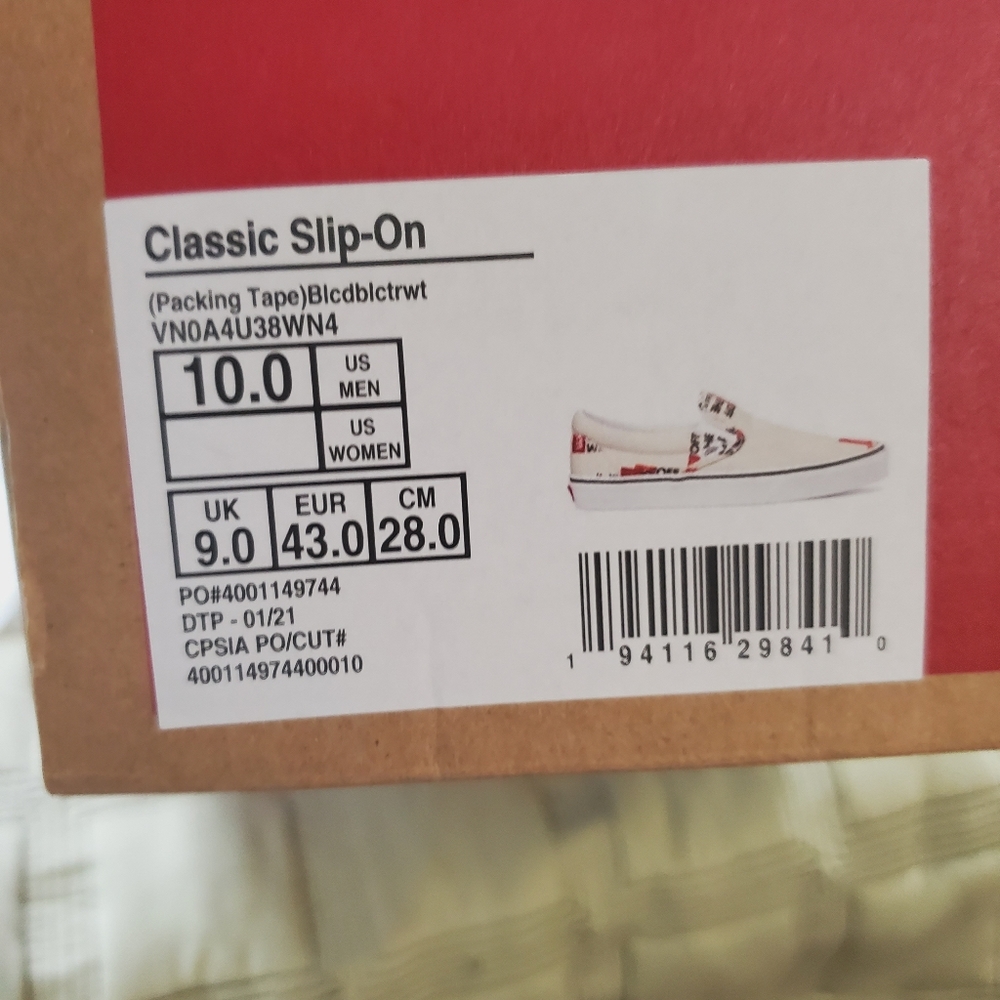 Classic Slip-On
(Packing Tape)Blcdblctrwt
VN0A4U38WN4
10.0 US MEN
US WOMEN
UK EUR CM
9.0 43.0 28.0
PO#4001149744
DTP - 01/21
CPSIA PO/CUT#
400114974400010
1 94116 29841 0